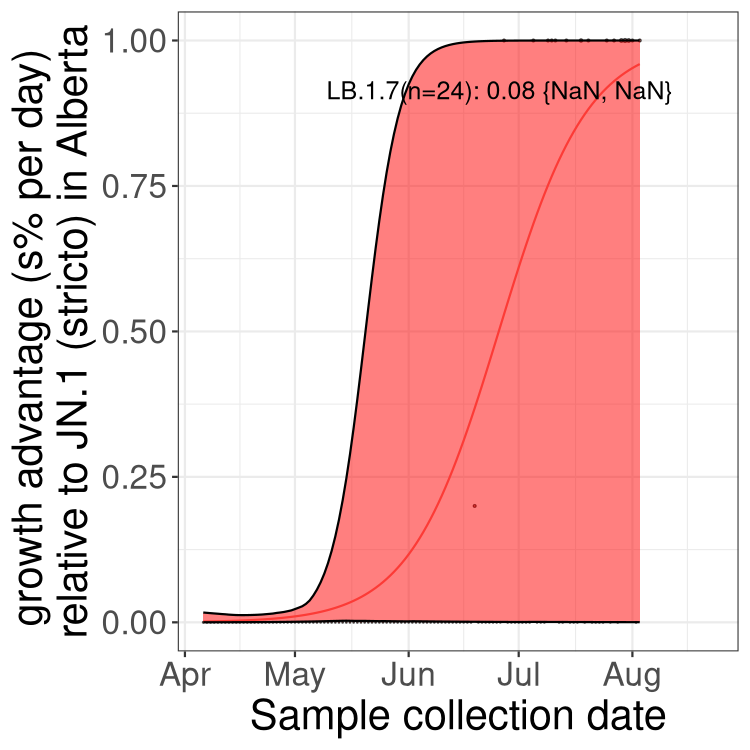 growth advantage (s% per day)
relative to JN.1 (stricto) in Alberta
1.00
0.75
0.50
0.25
0.00
LB.1.7(n=24): 0.08 {NaN, NaN}
Apr May Jun Jul Aug
Sample collection date